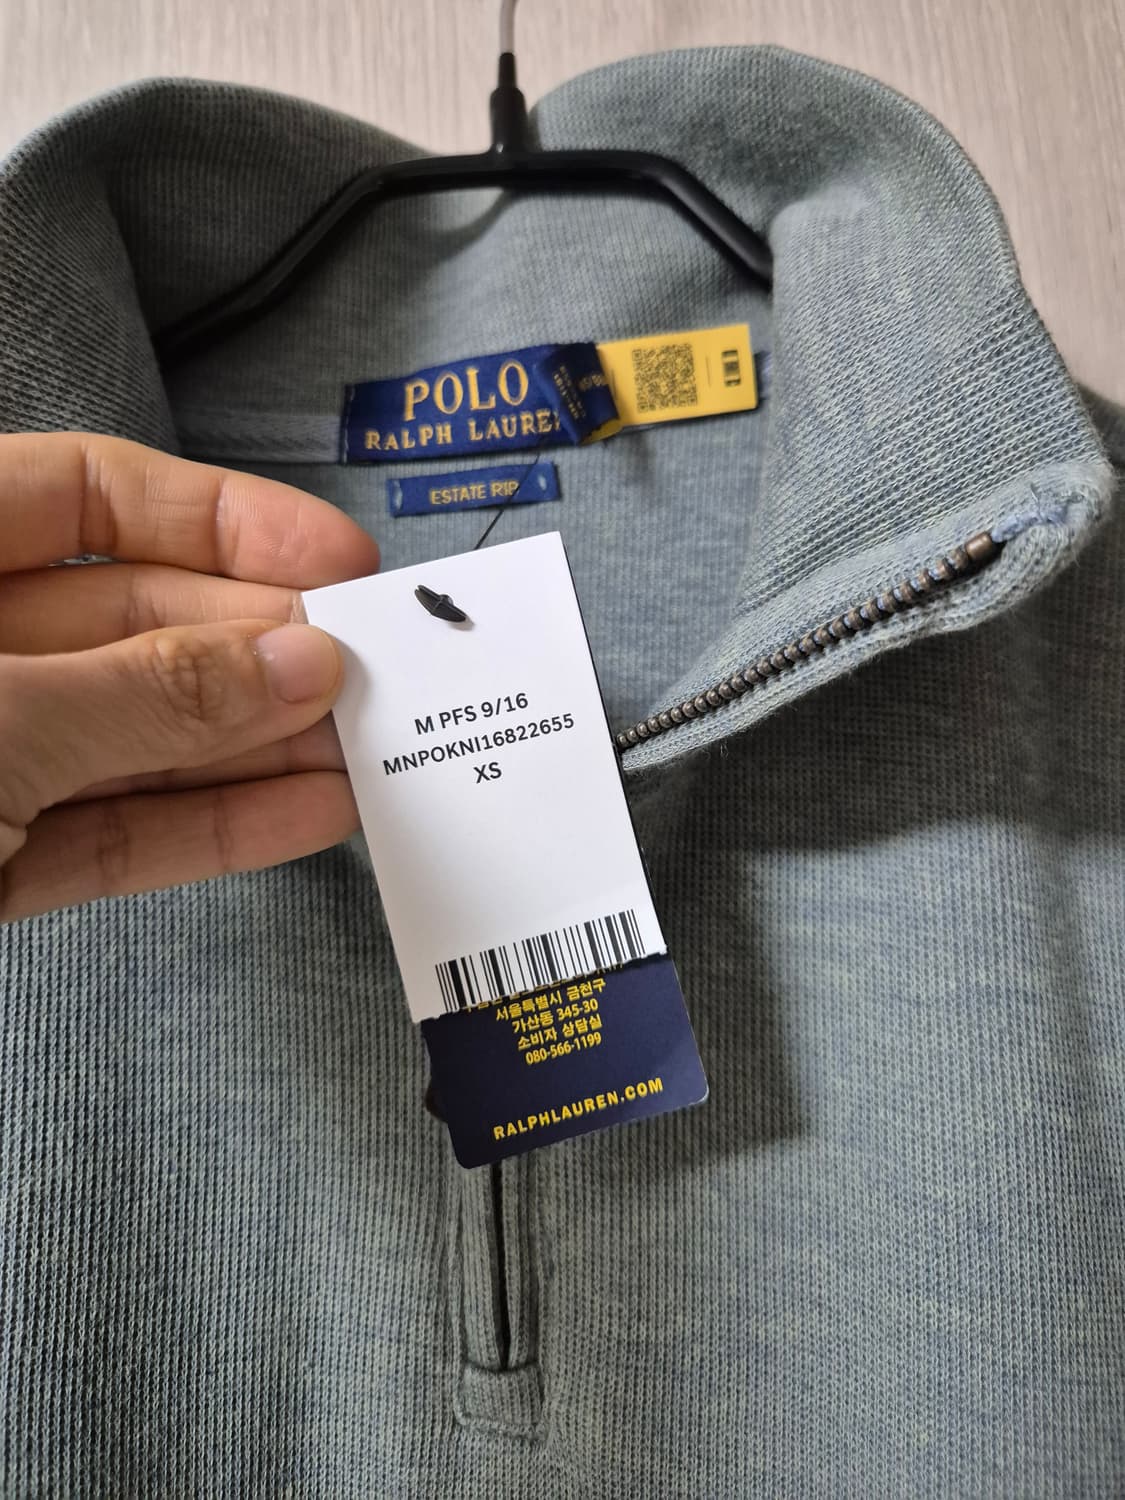 POLO
RALPH LAUREN
ESTATE RIB
M PFS 9/16
MNPOKNI16822655
XS
서울특별시 금천구
가산동 345-30
소비자 상담실
080-566-1199
RALPHLAUREN.COM